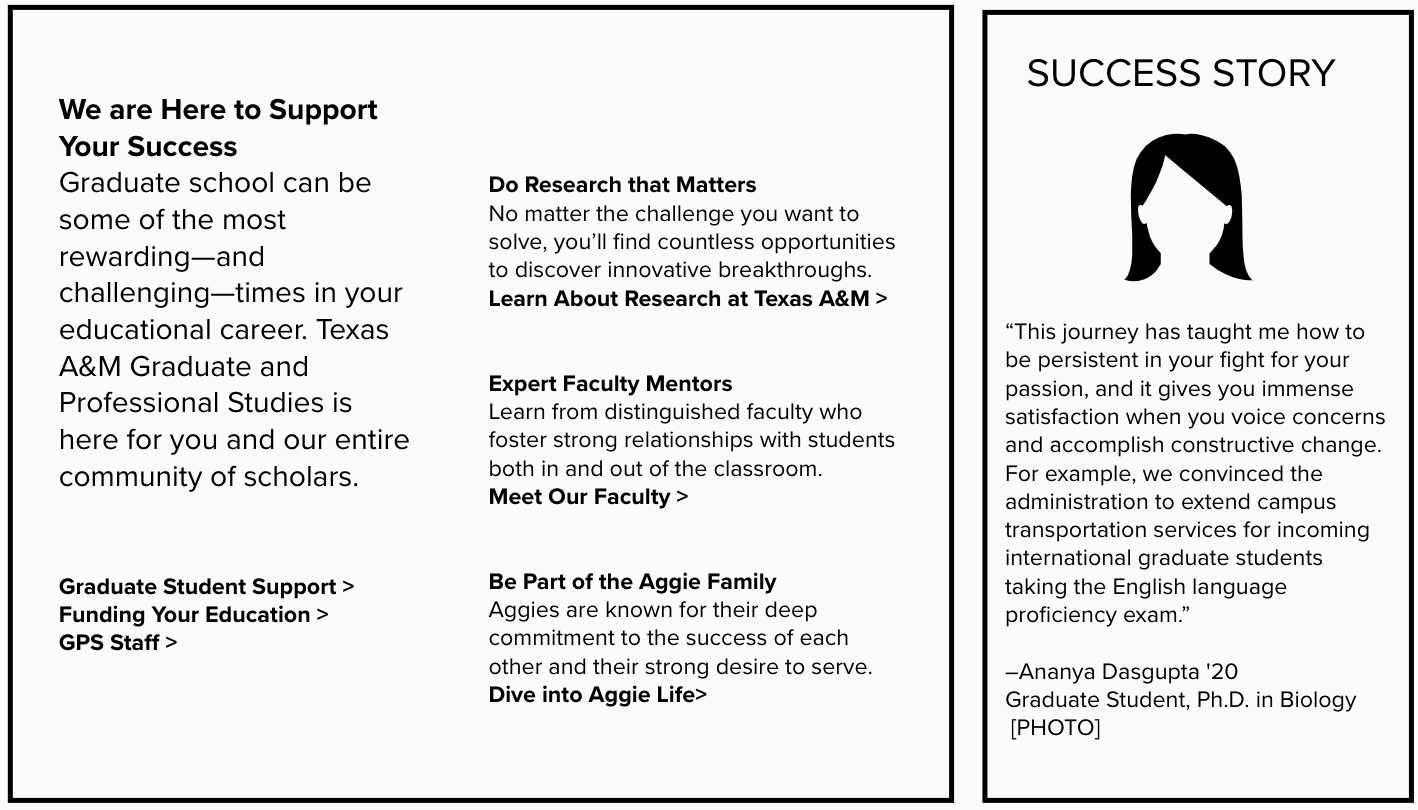 We are Here to Support
Your Success
Graduate school can be
some of the most
rewarding—and
challenging—times in your
educational career. Texas
A&M Graduate and
Professional Studies is
here for you and our entire
community of scholars.
Graduate Student Support >
Funding Your Education >
GPS Staff >
Do Research that Matters
No matter the challenge you want to
solve, you’ll find countless opportunities
to discover innovative breakthroughs.
Learn About Research at Texas A&M >
Expert Faculty Mentors
Learn from distinguished faculty who
foster strong relationships with students
both in and out of the classroom.
Meet Our Faculty >
Be Part of the Aggie Family
Aggies are known for their deep
commitment to the success of each
other and their strong desire to serve.
Dive into Aggie Life>
SUCCESS STORY
“This journey has taught me how to
be persistent in your fight for your
passion, and it gives you immense
satisfaction when you voice concerns
and accomplish constructive change.
For example, we convinced the
administration to extend campus
transportation services for incoming
international graduate students
taking the English language
proficiency exam.”
–Ananya Dasgupta '20
Graduate Student, Ph.D. in Biology
[PHOTO]